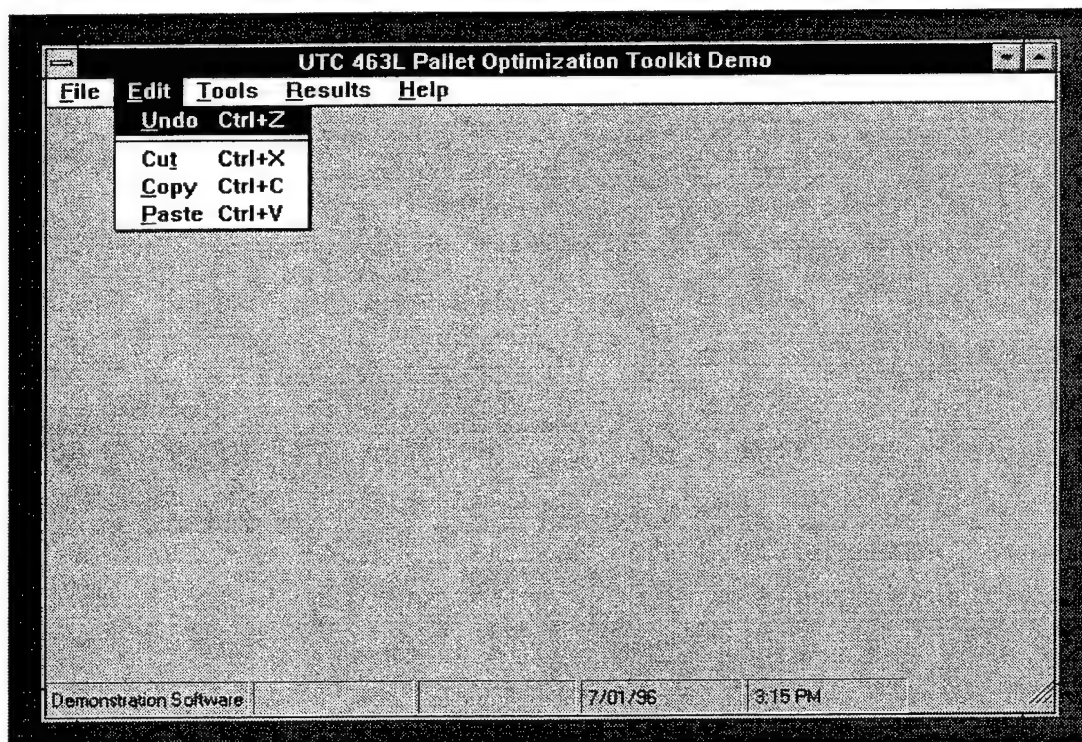 UTC 463L Pallet Optimization Toolkit Demo
File Edit Tools Results Help
Undo Ctrl+Z
Cut Ctrl+X
Copy Ctrl+C
Paste Ctrl+V
Demonstration Software 7/01/96 3:15 PM